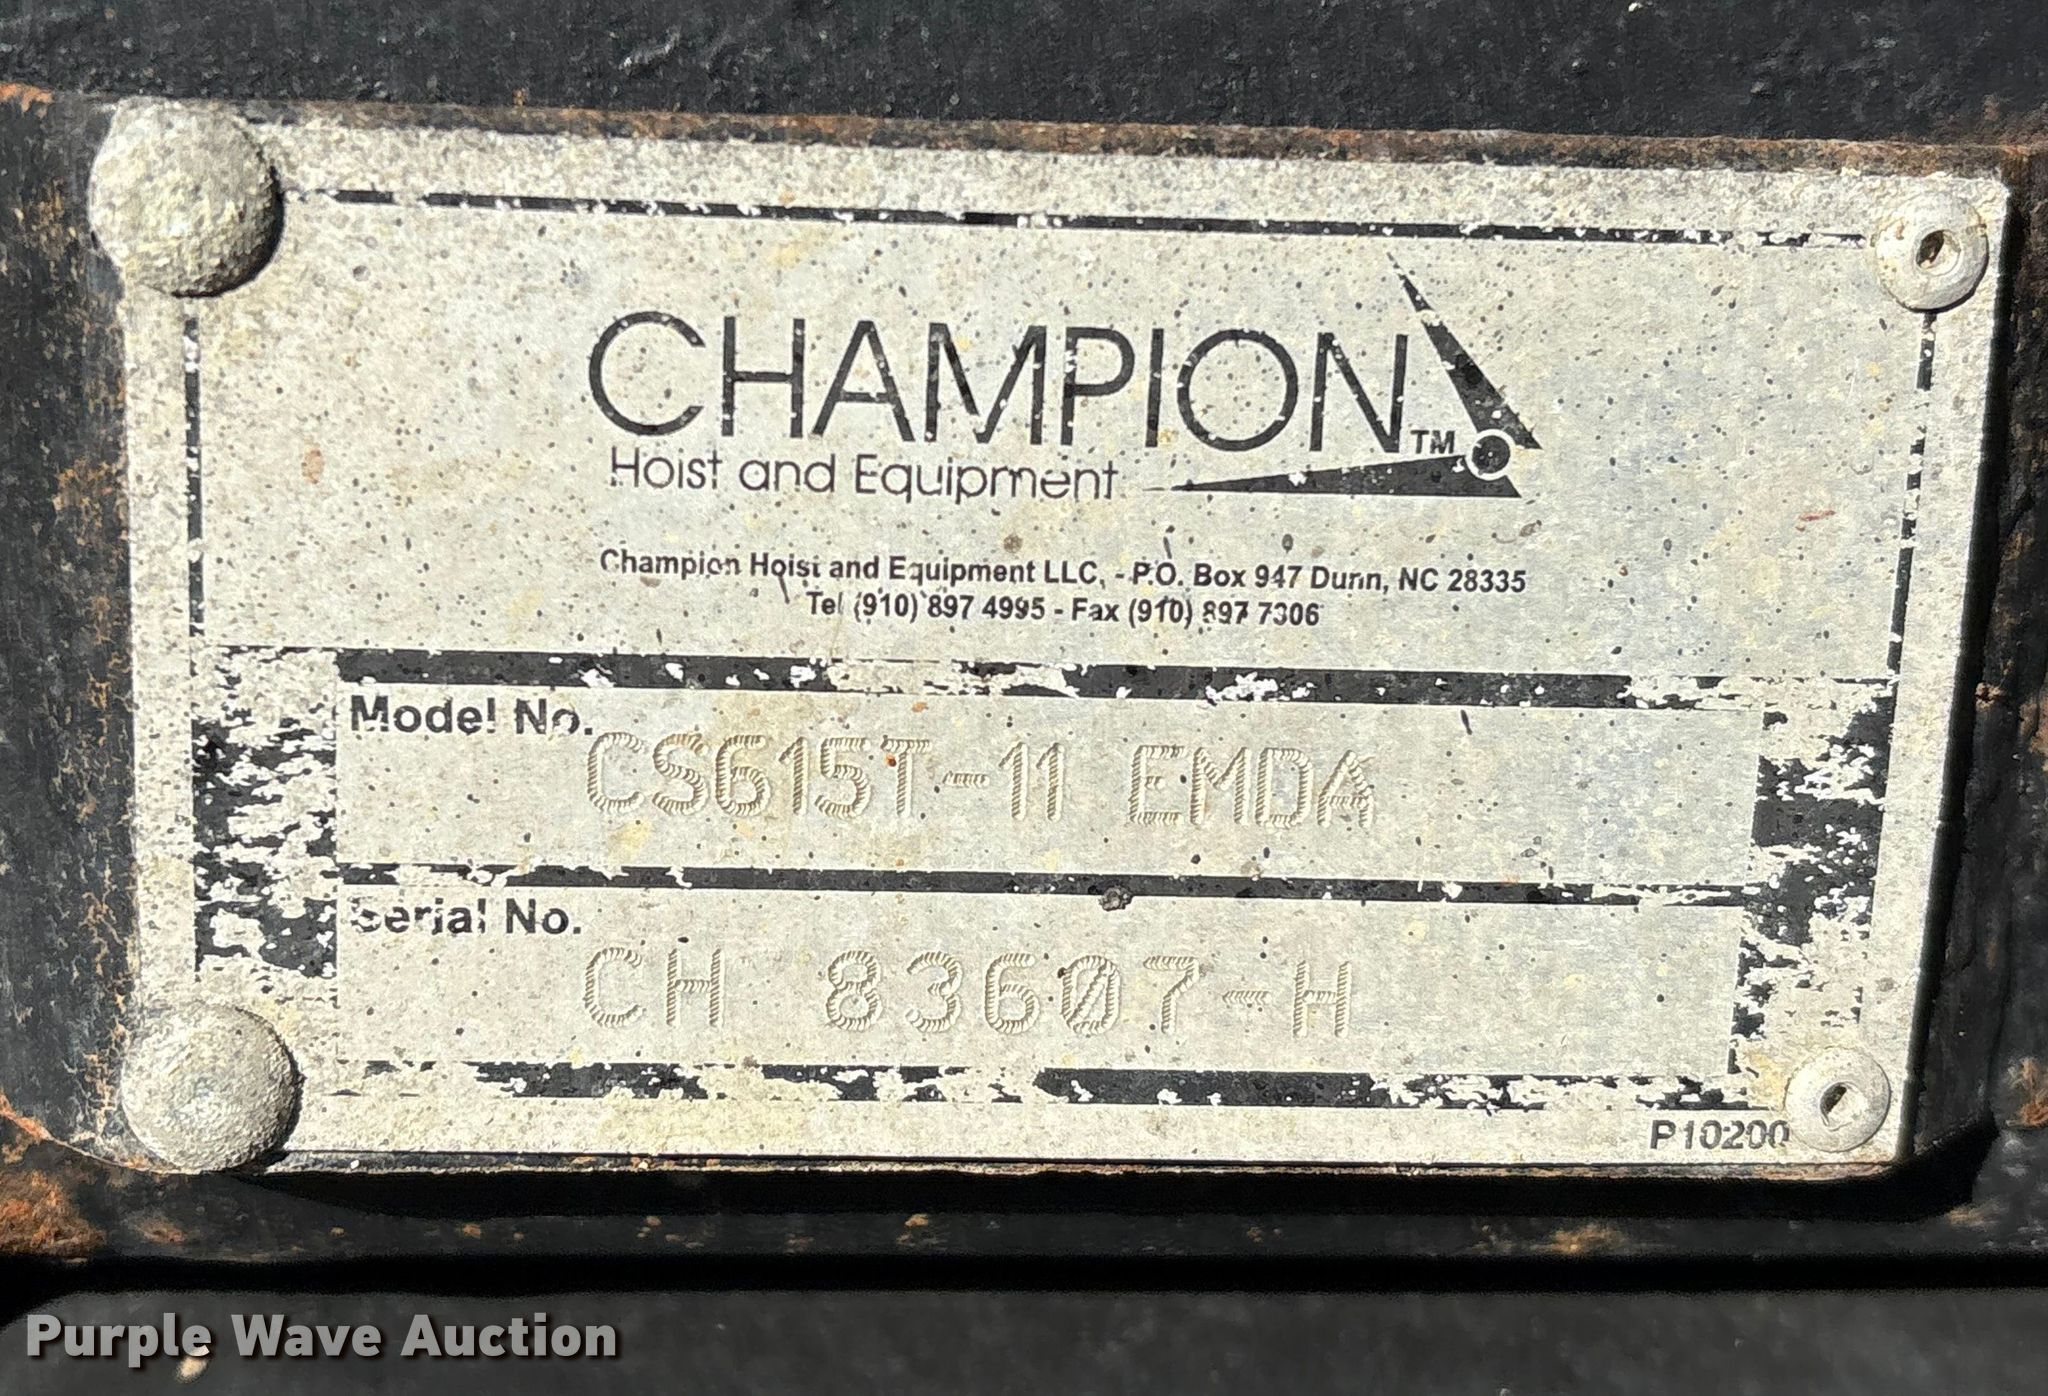 CHAMPION TM
Hoist and Equipment
Champion Hoist and Equipment LLC, - P.O. Box 947 Dunn, NC 28335
Tel (910) 897 4995 - Fax (910) 897 7306
Model No.
CS615T-11 EMDA
Serial No.
CH 83607-H
P10200
Purple Wave Auction